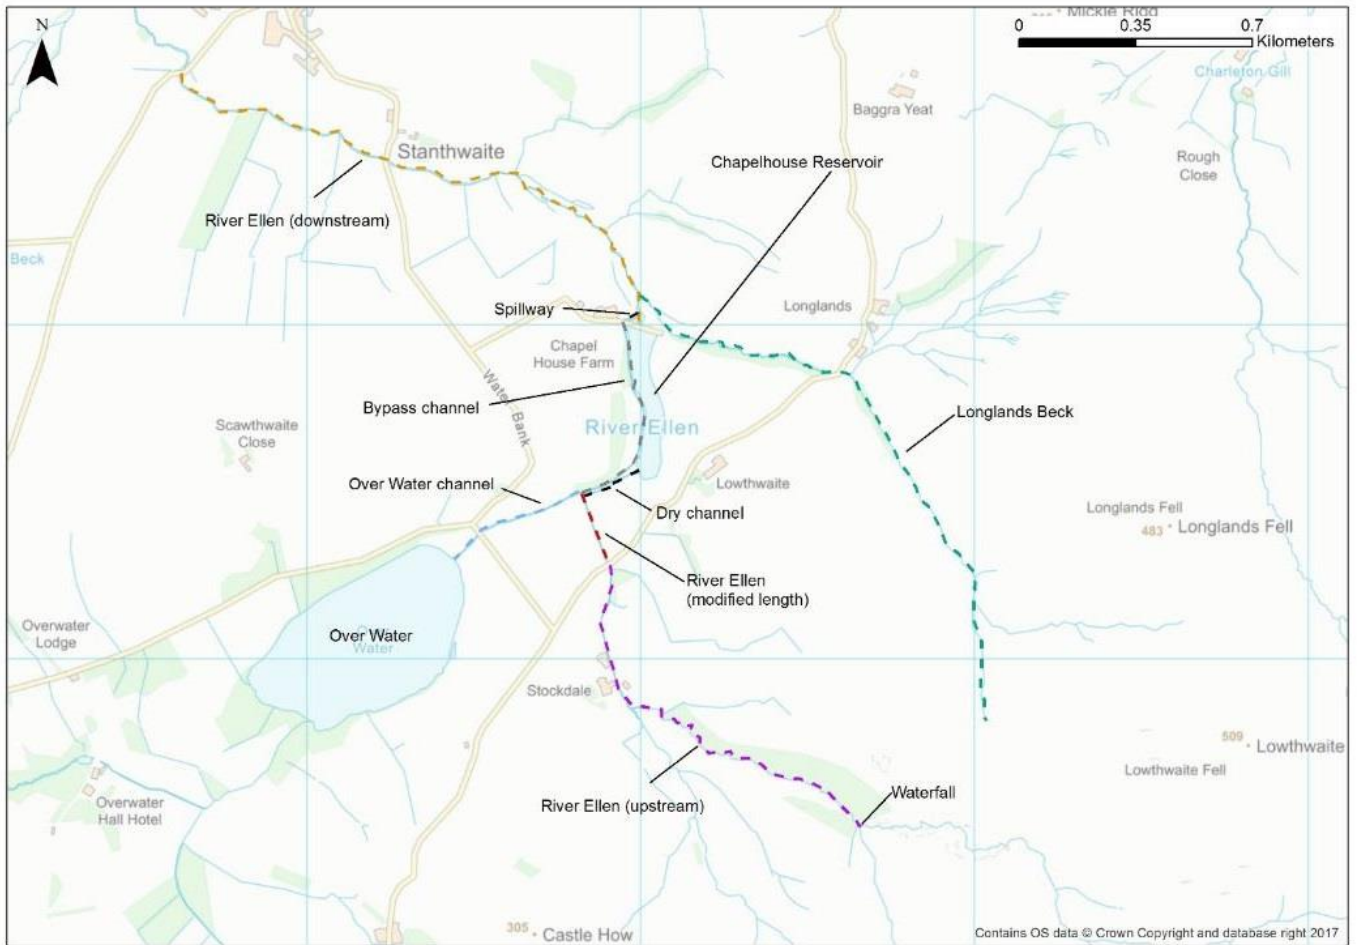 N
Mickle Rigg
0 0.35 0.7
Kilometers
Charleton Gill
Baggra Yeat
Stanthwaite
Chapelhouse Reservoir
Rough
Close
River Ellen (downstream)
Beck
Spillway
Longlands
Chapel
House Farm
Water Bank
Bypass channel
Longlands Beck
River Ellen
Scawthwaite
Close
Over Water channel
Lowthwaite
Dry channel
Longlands Fell
483
Longlands Fell
River Ellen
(modified length)
Overwater
Lodge
Over Water
Water
Stockdale
509
Lowthwaite
Lowthwaite Fell
Waterfall
Overwater
Hall Hotel
River Ellen (upstream)
305
Castle How
Contains OS data © Crown Copyright and database right 2017